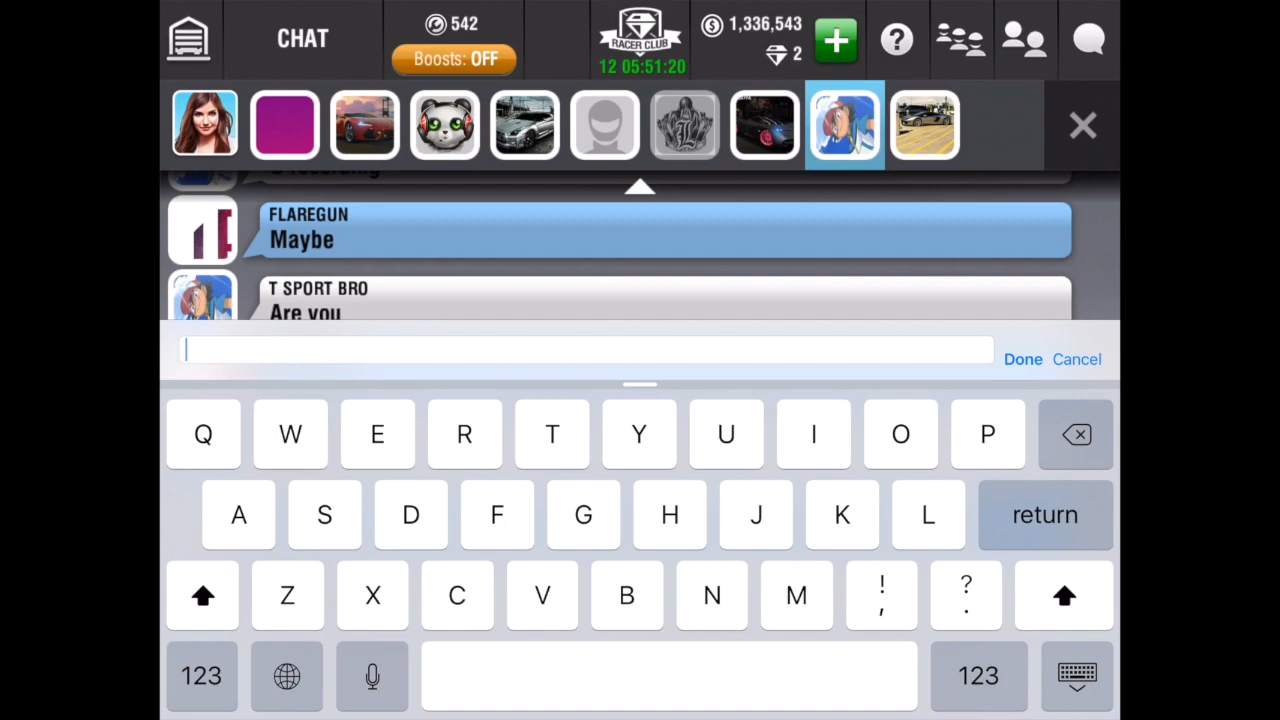 CHAT
542
Boosts: OFF
RACER CLUB
12 05:51:20
1,336,543
2
?
L
recording
FLAREGUN
Maybe
T SPORT BRO
Are you
Done Cancel
Q W E R T Y U I O P
A S D F G H J K L return
Z X C V B N M ! , ? .
123 123